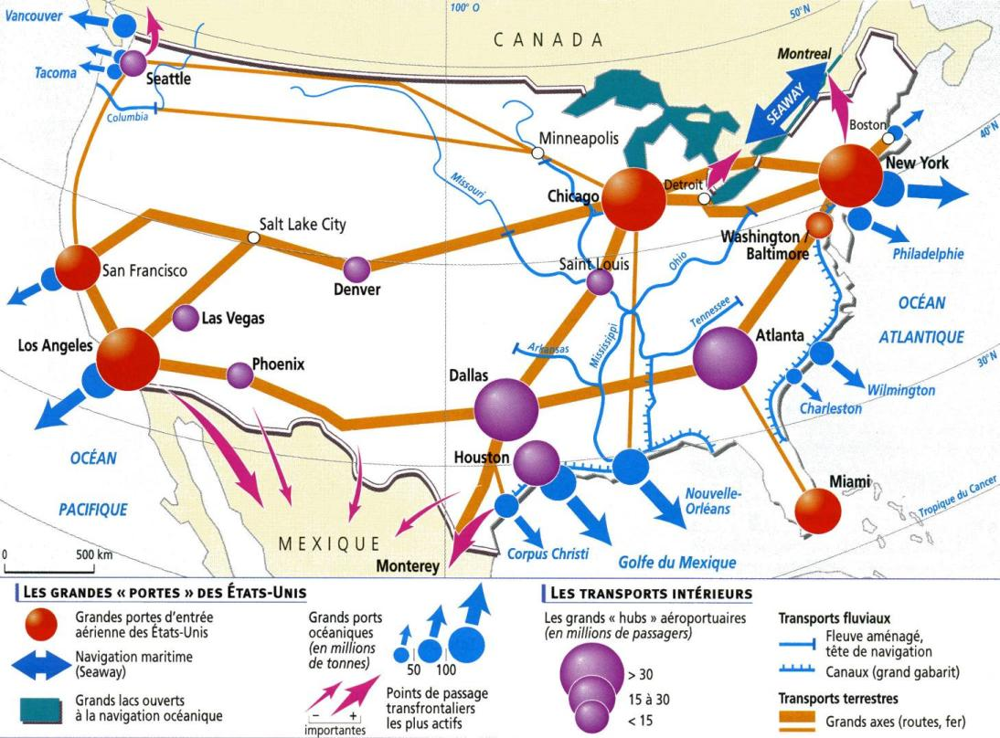 Vancouver
100° O
50° N
CANADA
Montreal
Tacoma
Seattle
SEAWAY
Columbia
Boston
40° N
Minneapolis
Missouri
New York
Detroit
Chicago
Salt Lake City
Washington /
Baltimore
San Francisco
Saint Louis
Ohio
Philadelphie
Denver
Las Vegas
Tennessee
OCÉAN
ATLANTIQUE
Los Angeles
Arkansas
Mississippi
Atlanta
Phoenix
Dallas
30° N
Wilmington
Charleston
OCÉAN
PACIFIQUE
Houston
Nouvelle-
Orléans
Miami
Tropique du Cancer
MEXIQUE
Monterey
Corpus Christi
Golfe du Mexique
0 500 km
LES GRANDES « PORTES » DES ÉTATS-UNIS
Grandes portes d'entrée
aérienne des États-Unis
Navigation maritime
(Seaway)
Grands lacs ouverts
à la navigation océanique
Grands ports
océaniques
(en millions
de tonnes)
50 100
Points de passage
transfrontaliers
les plus actifs
– +
importantes
LES TRANSPORTS INTÉRIEURS
Les grands « hubs » aéroportuaires
(en millions de passagers)
> 30
15 à 30
< 15
Transports fluviaux
Fleuve aménagé,
tête de navigation
Canaux (grand gabarit)
Transports terrestres
Grands axes (routes, fer)